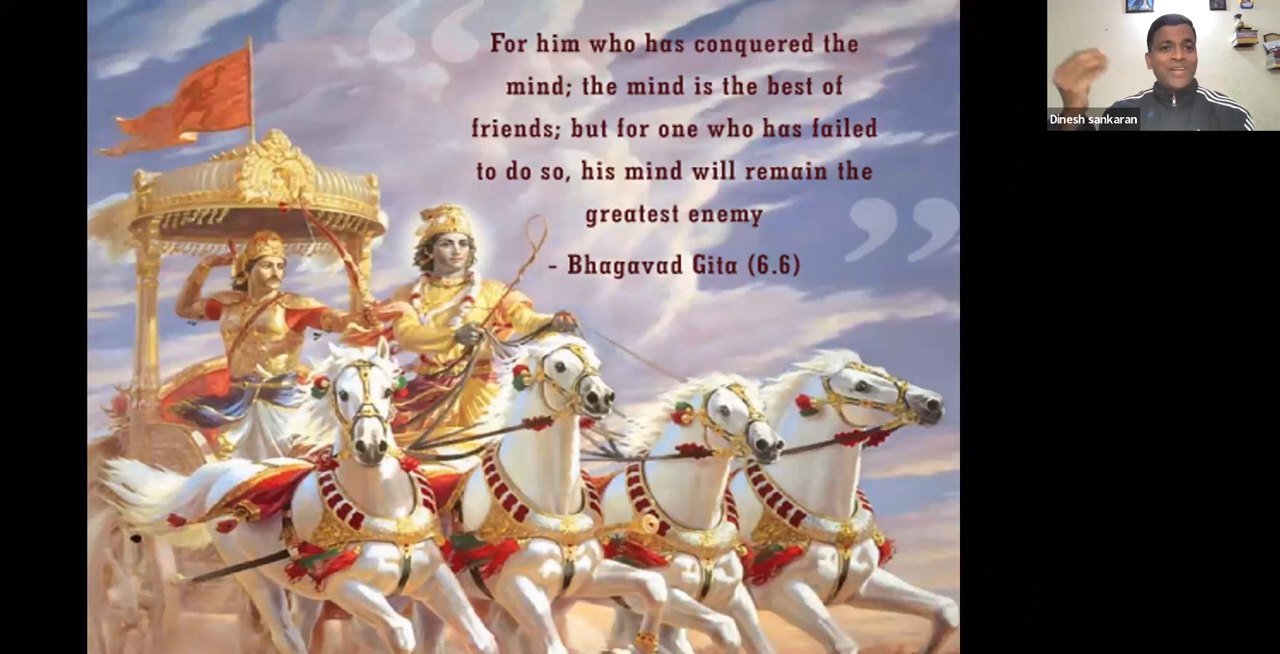 For him who has conquered the
mind; the mind is the best of
friends; but for one who has failed
to do so, his mind will remain the
greatest enemy
- Bhagavad Gita (6.6)
Dinesh sankaran